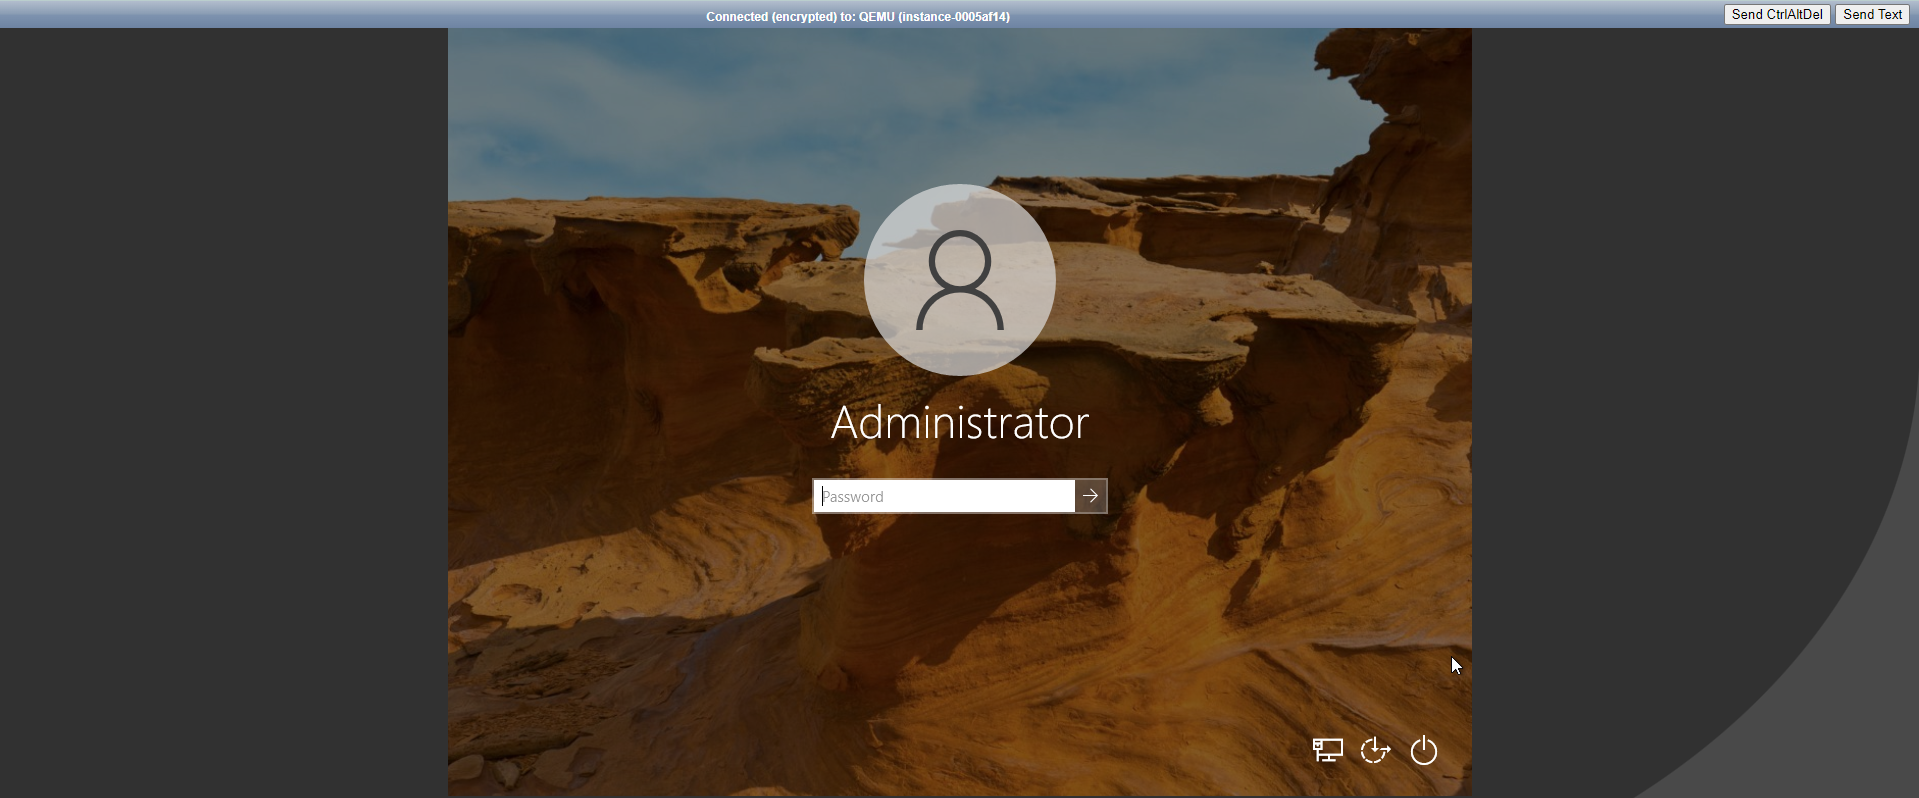 Connected (encrypted) to: QEMU (instance-0005af14)
Send CtrlAltDel
Send Text
Administrator
Password